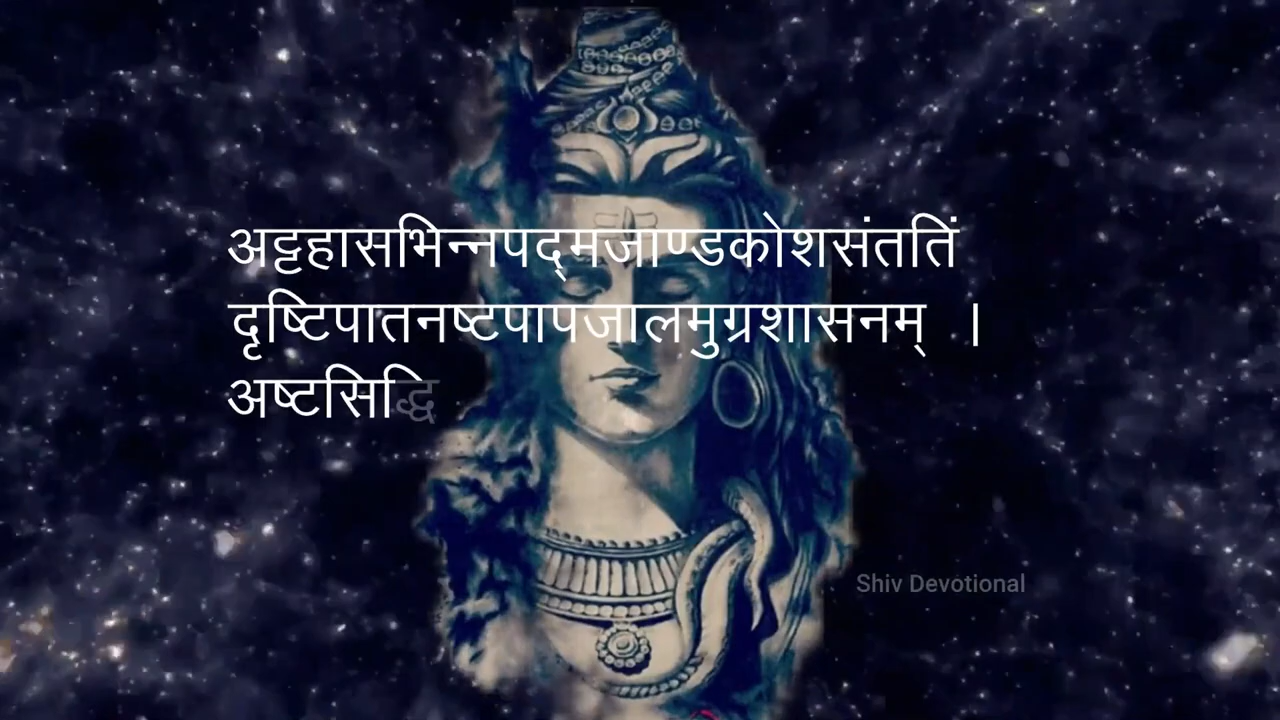 अट्टहासभिन्नपद्मजाण्डकोशसंततिं
दृष्टिपातनष्टपापजालमुग्रशासनम् ।
अष्टसिद्धि
Shiv Devotional